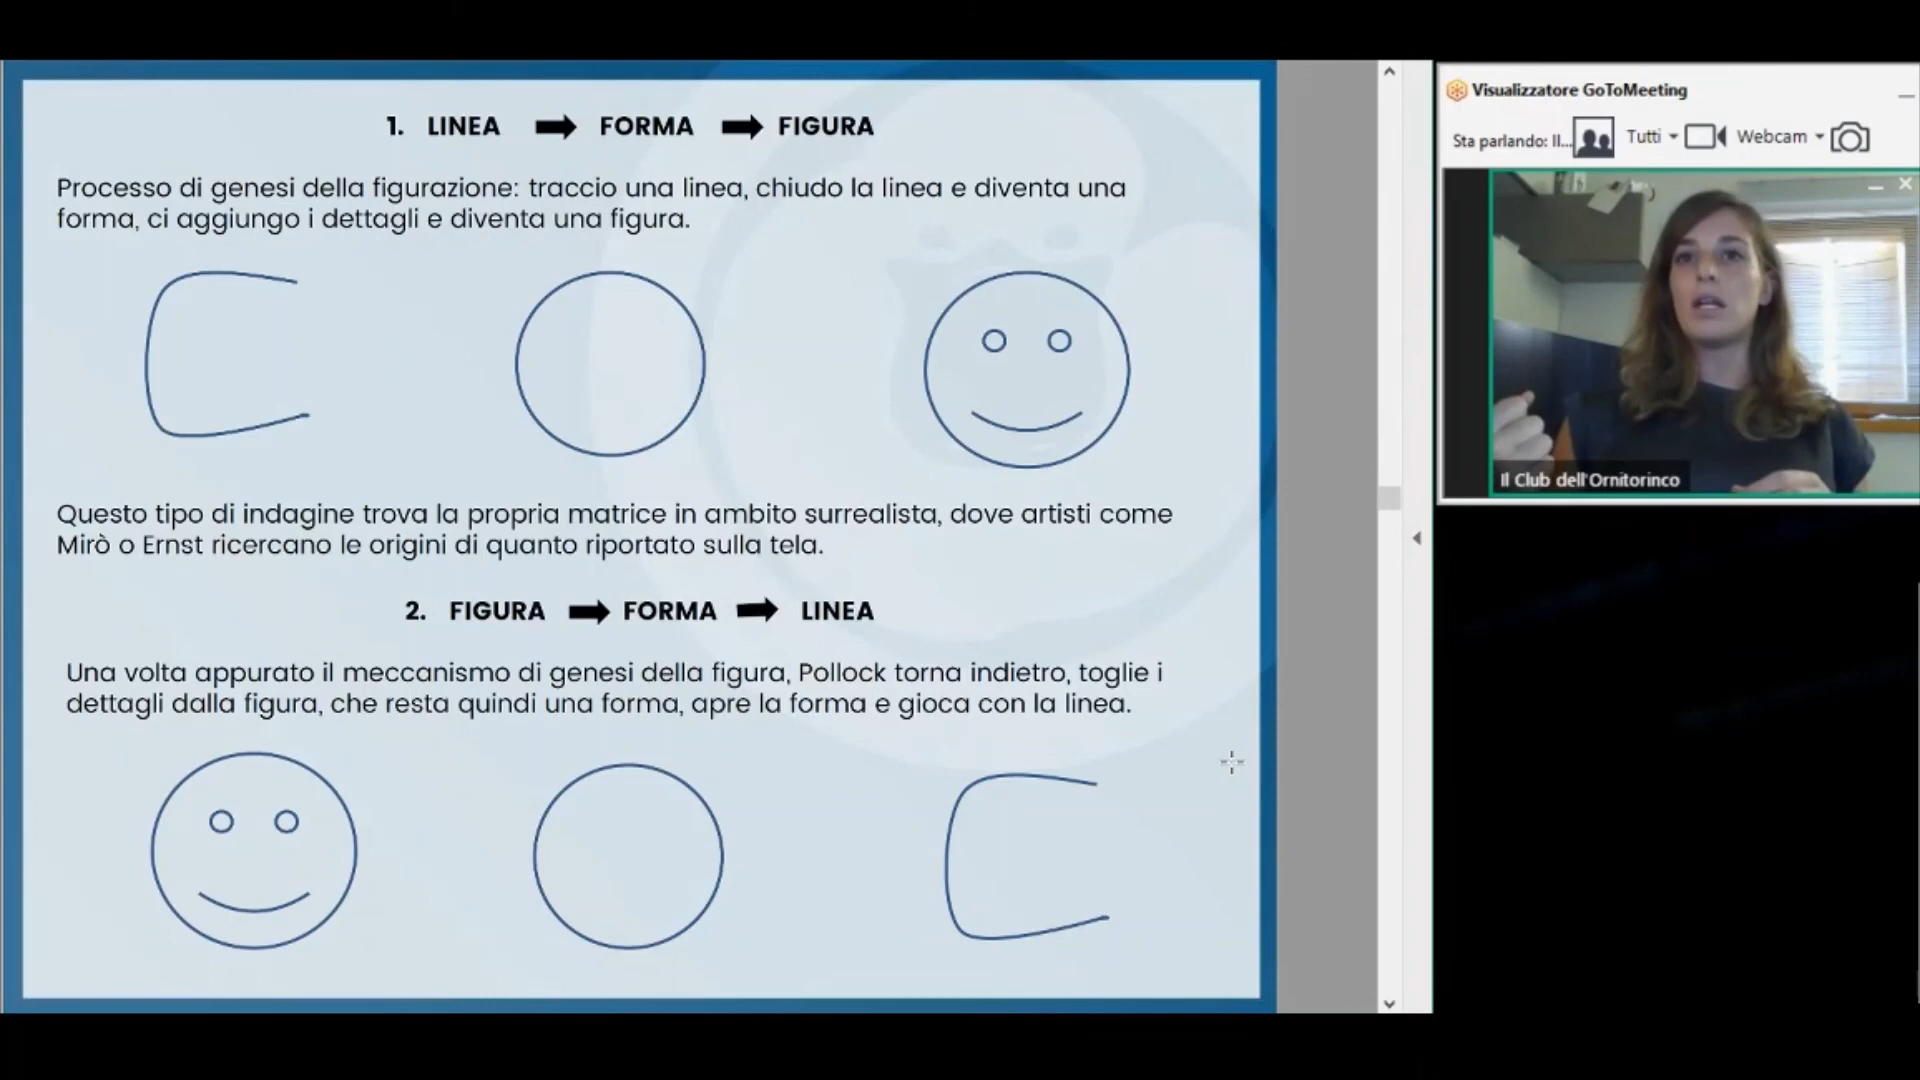 1. LINEA FORMA FIGURA
Processo di genesi della figurazione: traccio una linea, chiudo la linea e diventa una
forma, ci aggiungo i dettagli e diventa una figura.
Questo tipo di indagine trova la propria matrice in ambito surrealista, dove artisti come
Mirò o Ernst ricercano le origini di quanto riportato sulla tela.
2. FIGURA FORMA LINEA
Una volta appurato il meccanismo di genesi della figura, Pollock torna indietro, toglie i
dettagli dalla figura, che resta quindi una forma, apre la forma e gioca con la linea.
Visualizzatore GoToMeeting
Sta parlando: Il... Tutti Webcam
Il Club dell'Ornitorinco